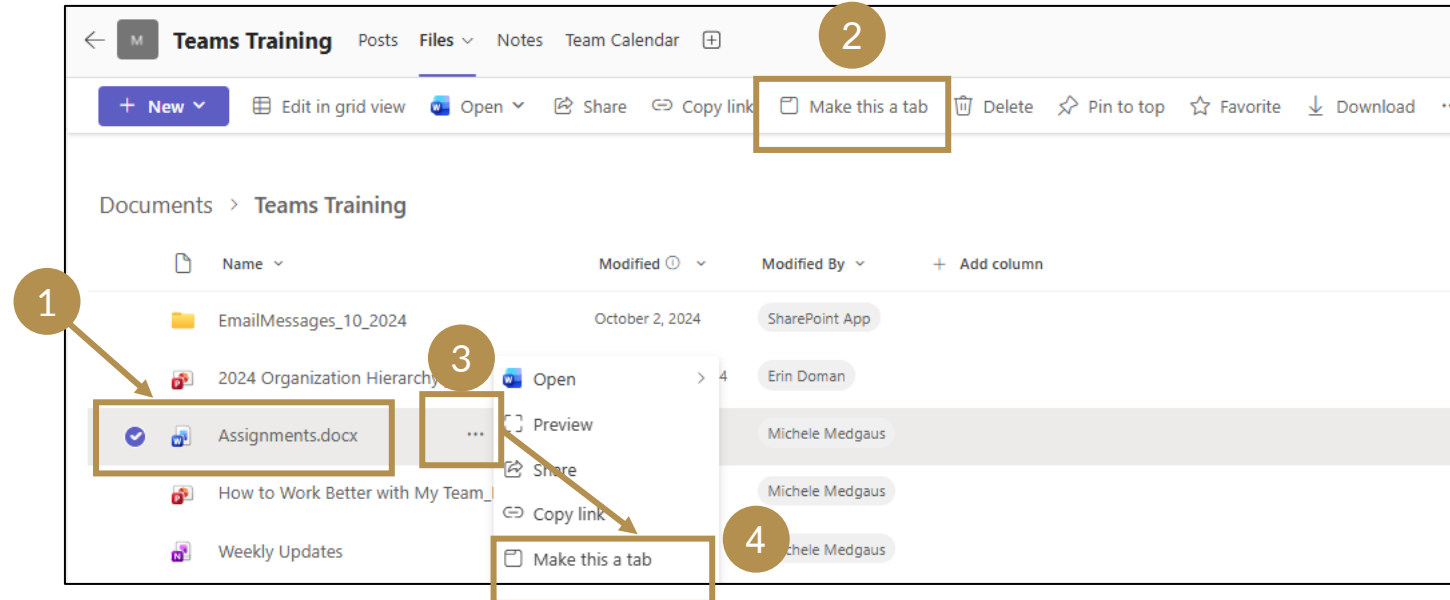 2
M Teams Training Posts Files Notes Team Calendar
+ New Edit in grid view Open Share Copy link Make this a tab Delete Pin to top Favorite Download ...
Documents > Teams Training
Name Modified Modified By + Add column
1
EmailMessages_10_2024 October 2, 2024 SharePoint App
3
2024 Organization Hierarchy Open > 4 Erin Doman
Assignments.docx ... Preview Michele Medgaus
Share
How to Work Better with My Team_ Michele Medgaus
Copy link
4
Weekly Updates Make this a tab Medgaus